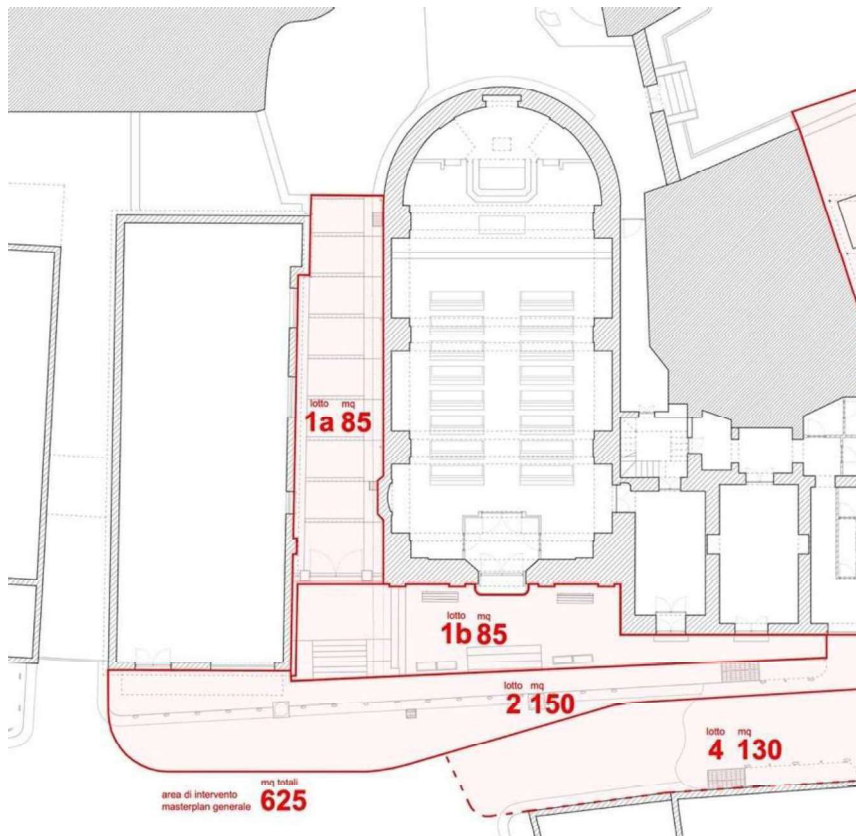 lotto mq
1a 85
lotto mq
1b 85
lotto mq
2 150
lotto mq
4 130
area di intervento
masterplan generale
mq totali
625